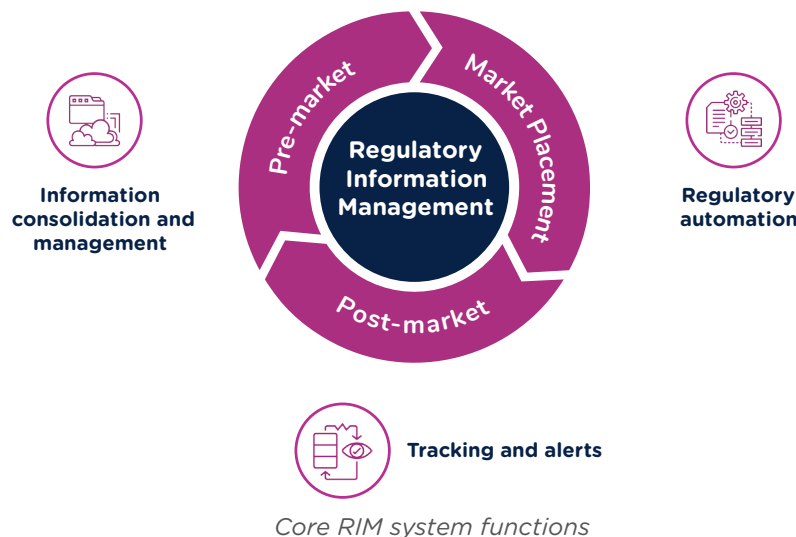 Pre-market
Market Placement
Regulatory
Information
Management
Post-market
Information
consolidation and
management
Regulatory
automation
Tracking and alerts
Core RIM system functions